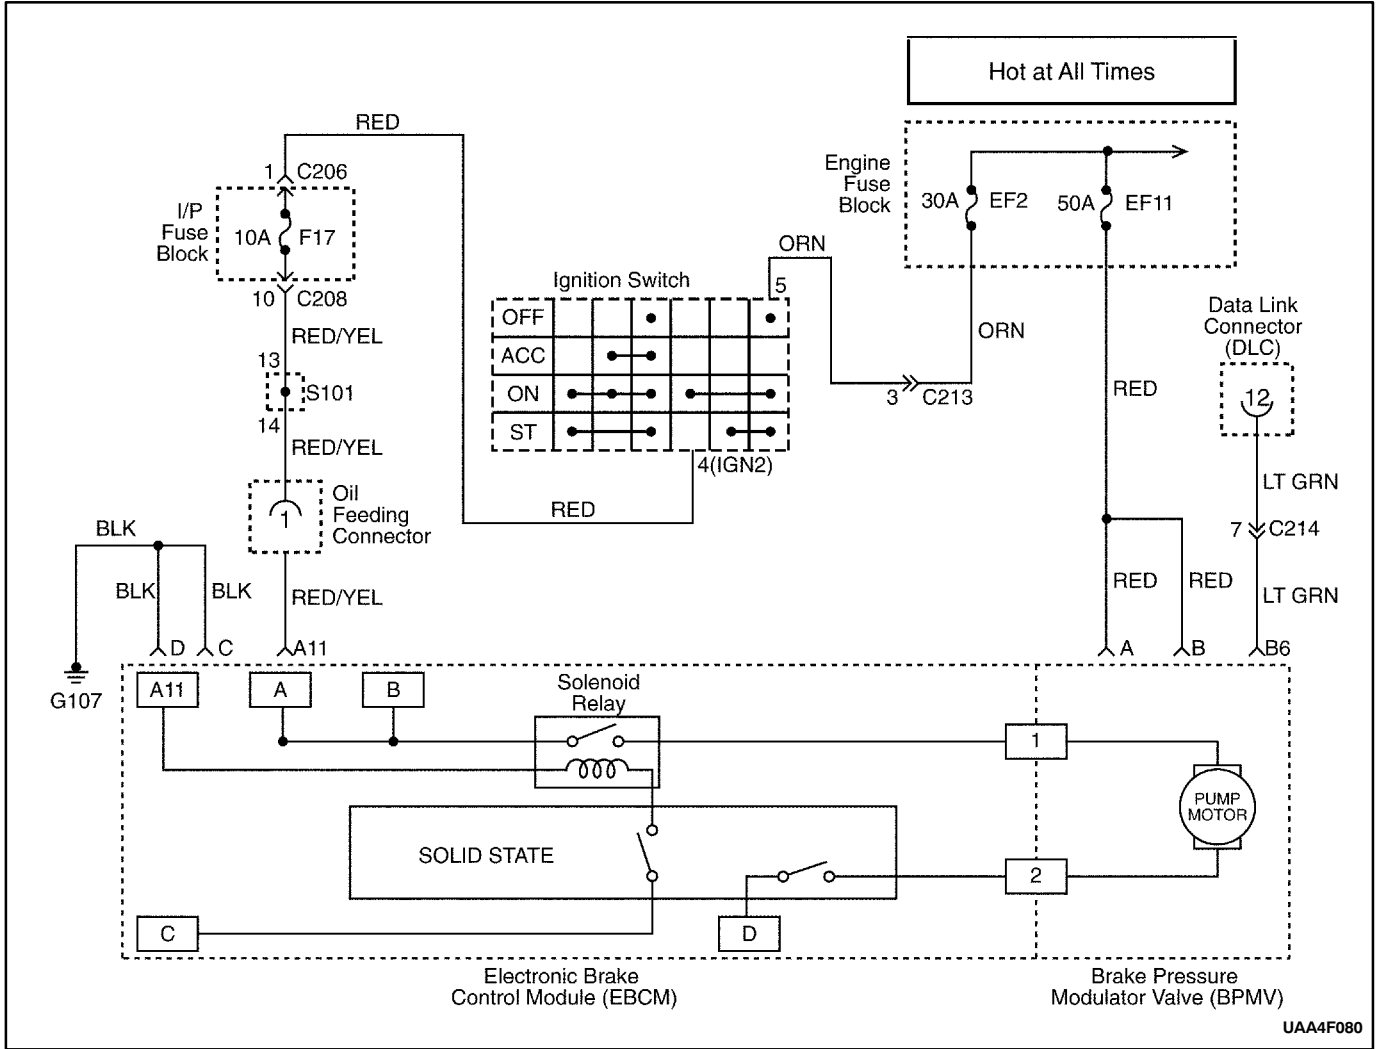 Hot at All Times
RED
1 C206
I/P
Fuse
Block
10A F17
10 C208
RED/YEL
13
S101
14
RED/YEL
Oil
Feeding
Connector
1
RED/YEL
BLK
BLK
BLK
D
C
A11
G107
Ignition Switch
OFF
ACC
ON
ST
5
ORN
4(IGN2)
RED
Engine
Fuse
Block
30A EF2
50A EF11
ORN
3 C213
RED
RED
RED
A
B
Data Link
Connector
(DLC)
12
LT GRN
7 C214
LT GRN
B6
A11
A
B
Solenoid
Relay
1
PUMP
MOTOR
SOLID STATE
2
C
D
Electronic Brake
Control Module (EBCM)
Brake Pressure
Modulator Valve (BPMV)
UAA4F080